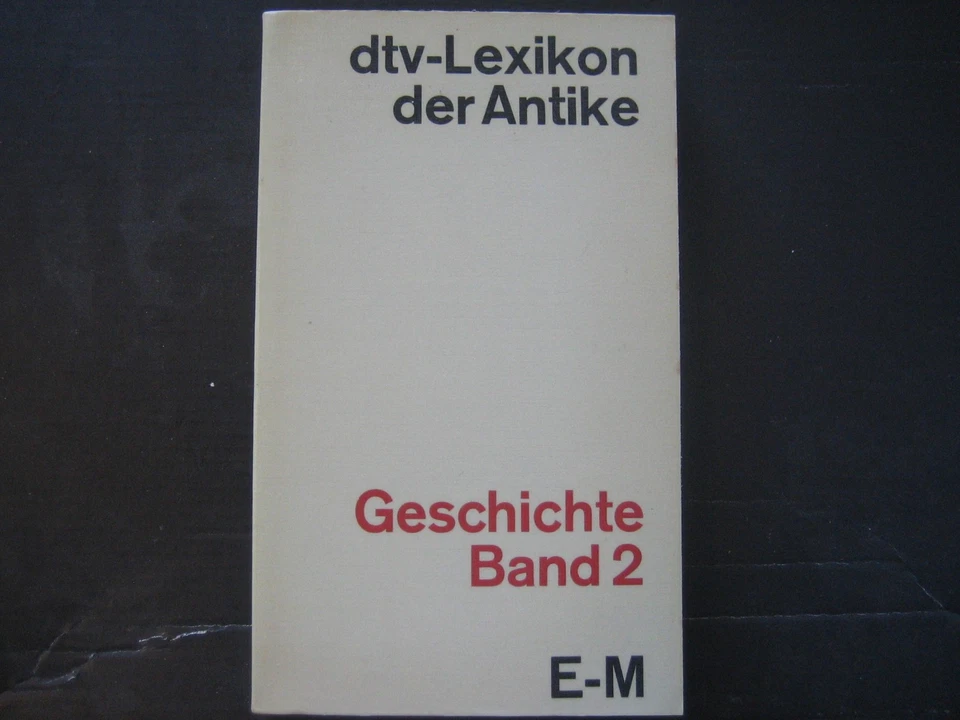 dtv-Lexikon
der Antike
Geschichte
Band 2
E-M